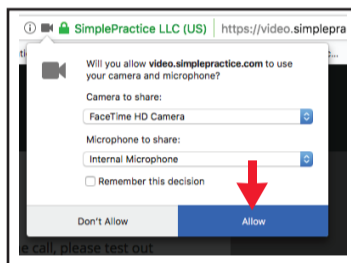 SimplePractice LLC (US) https://video.simplepra
Will you allow video.simplepractice.com to use
your camera and microphone?
Camera to share:
FaceTime HD Camera
Microphone to share:
Internal Microphone
Remember this decision
Don't Allow Allow
e call, please test out